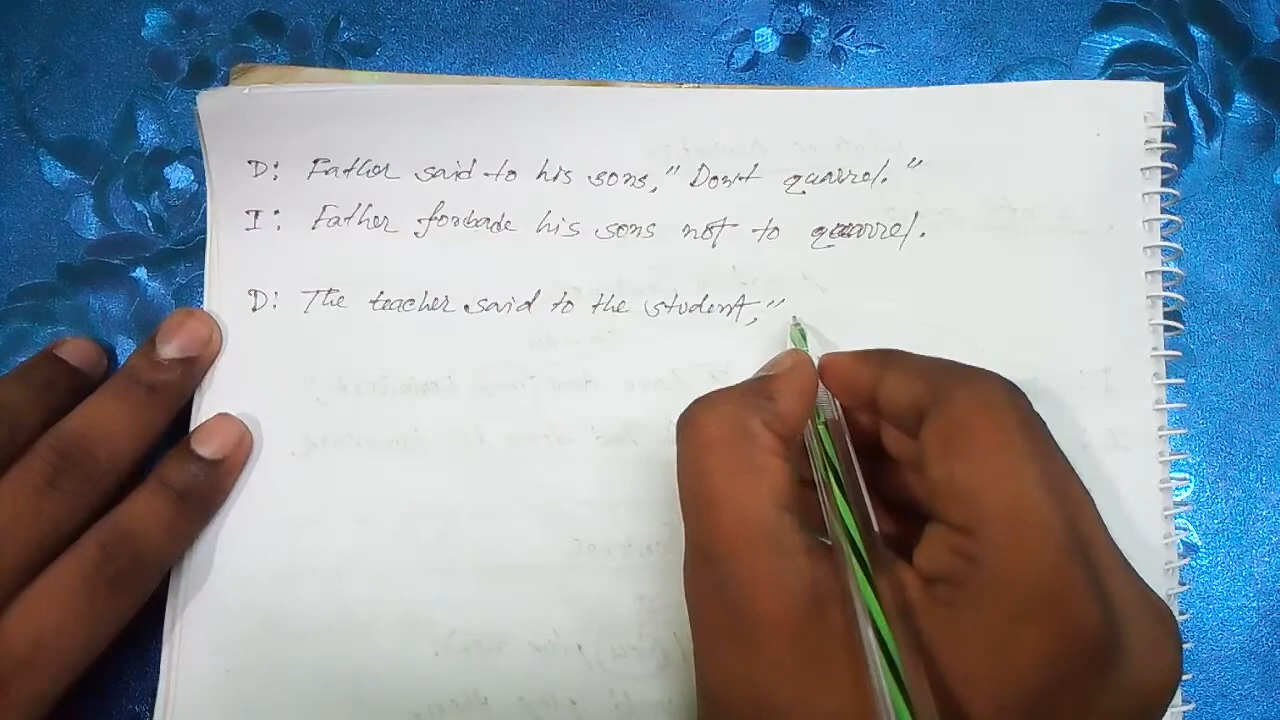 D: Father said to his sons, "Don't quarrel."
I: Father forbade his sons not to quarrel.
D: The teacher said to the student, "